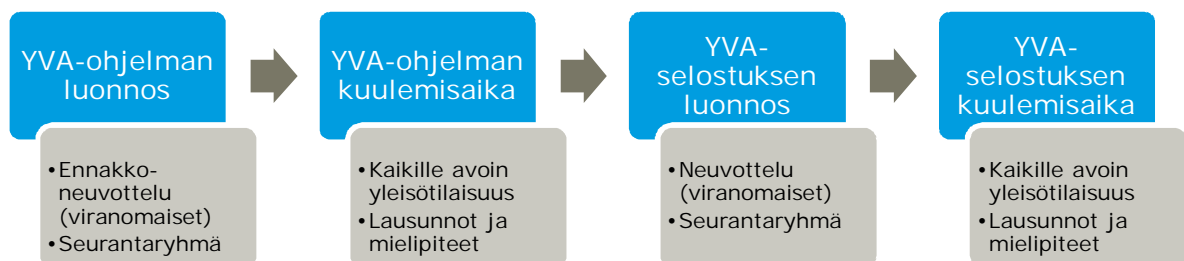 YVA-ohjelman
luonnos
•Ennakko-
neuvottelu
(viranomaiset)
•Seurantaryhmä
YVA-ohjelman
kuulemisaika
•Kaikille avoin
yleisötilaisuus
•Lausunnot ja
mielipiteet
YVA-
selostuksen
luonnos
•Neuvottelu
(viranomaiset)
•Seurantaryhmä
YVA-
selostuksen
kuulemisaika
•Kaikille avoin
yleisötilaisuus
•Lausunnot ja
mielipiteet